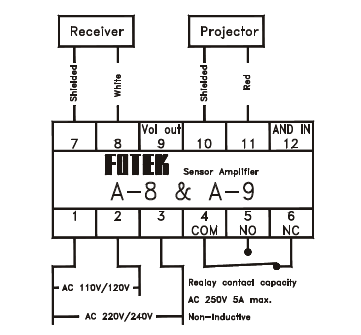 Receiver Projector
Shielded White Shielded Red
Vol out AND IN
7 8 9 10 11 12
FOTEK Sensor Amplifier
A-8 & A-9
1 2 3 4 5 6
COM NO NC
AC 110V/120V
Realay contact capacity
AC 250V 5A max.
AC 220V/240V
Non-Inductive